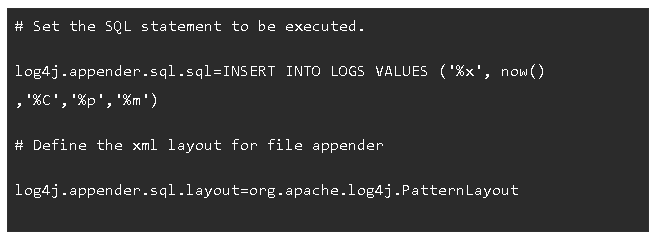 # Set the SQL statement to be executed.
log4j.appender.sql.sql=INSERT INTO LOGS VALUES ('%x', now()
,'%C','%p','%m')
# Define the xml layout for file appender
log4j.appender.sql.layout=org.apache.log4j.PatternLayout